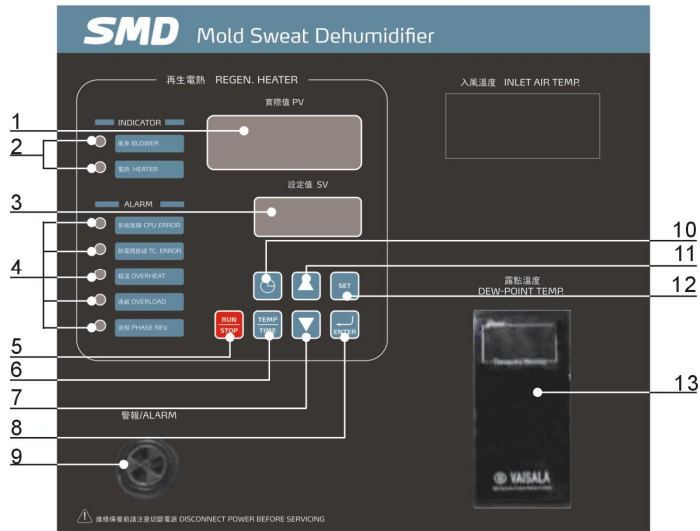 SMD Mold Sweat Dehumidifier
再生電熱 REGEN. HEATER
入風溫度 INLET AIR TEMP.
實際值 PV
1
INDICATOR
2
風車 BLOWER
電熱 HEATER
設定值 SV
3
ALARM
系統故障 CPU ERROR
熱電偶斷線 TC. ERROR
4
超溫 OVERHEAT
過載 OVERLOAD
逆相 PHASE REV.
10
11
SET
12
露點溫度
DEW-POINT TEMP.
RUN
STOP
TEMP
TIME
ENTER
5
6
7
8
13
警報/ALARM
9
VAISALA
維修保養前請注意切斷電源 DISCONNECT POWER BEFORE SERVICING